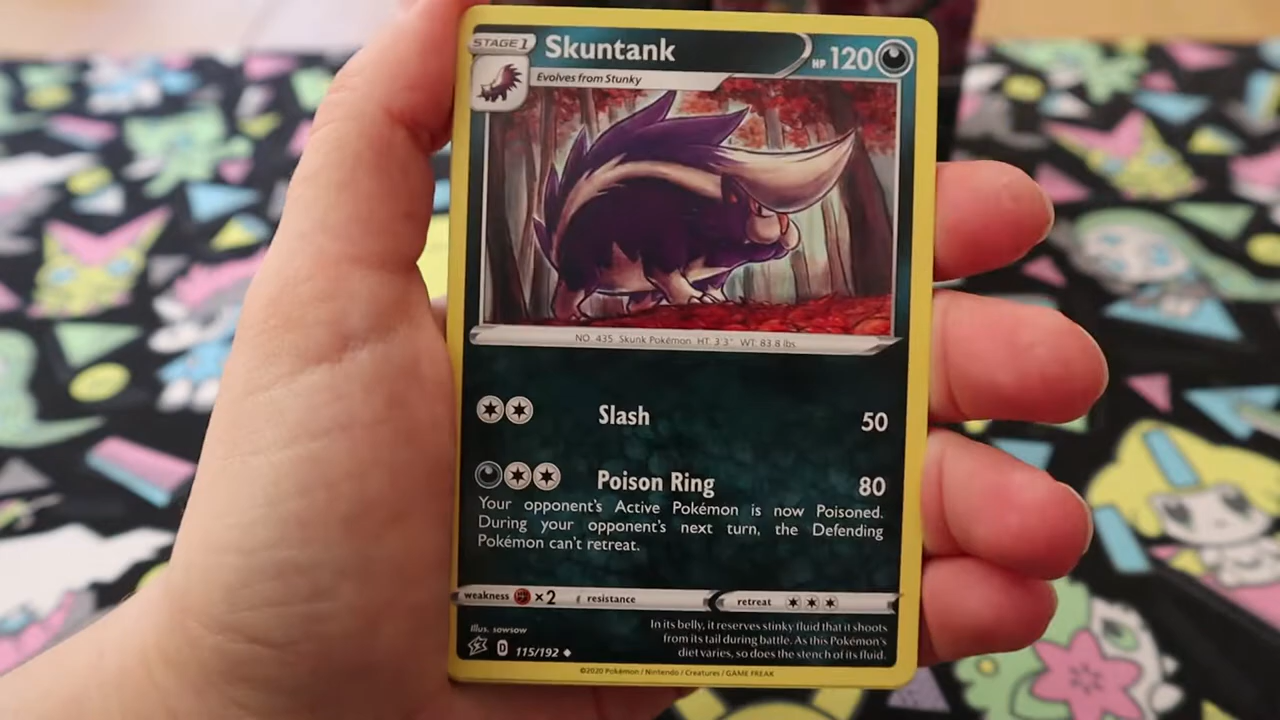 STAGE 1 Skuntank HP 120
Evolves from Stunky
NO. 435 Skunk Pokémon HT: 3'3" WT: 83.8 lbs.
Slash 50
Poison Ring 80
Your opponent's Active Pokémon is now Poisoned.
During your opponent's next turn, the Defending
Pokémon can't retreat.
weakness ×2 resistance retreat
Illus. sowsow
In its belly, it reserves stinky fluid that it shoots
from its tail during battle. As this Pokémon's
diet varies, so does the stench of its fluid.
D 115/192
©2020 Pokémon / Nintendo / Creatures / GAME FREAK